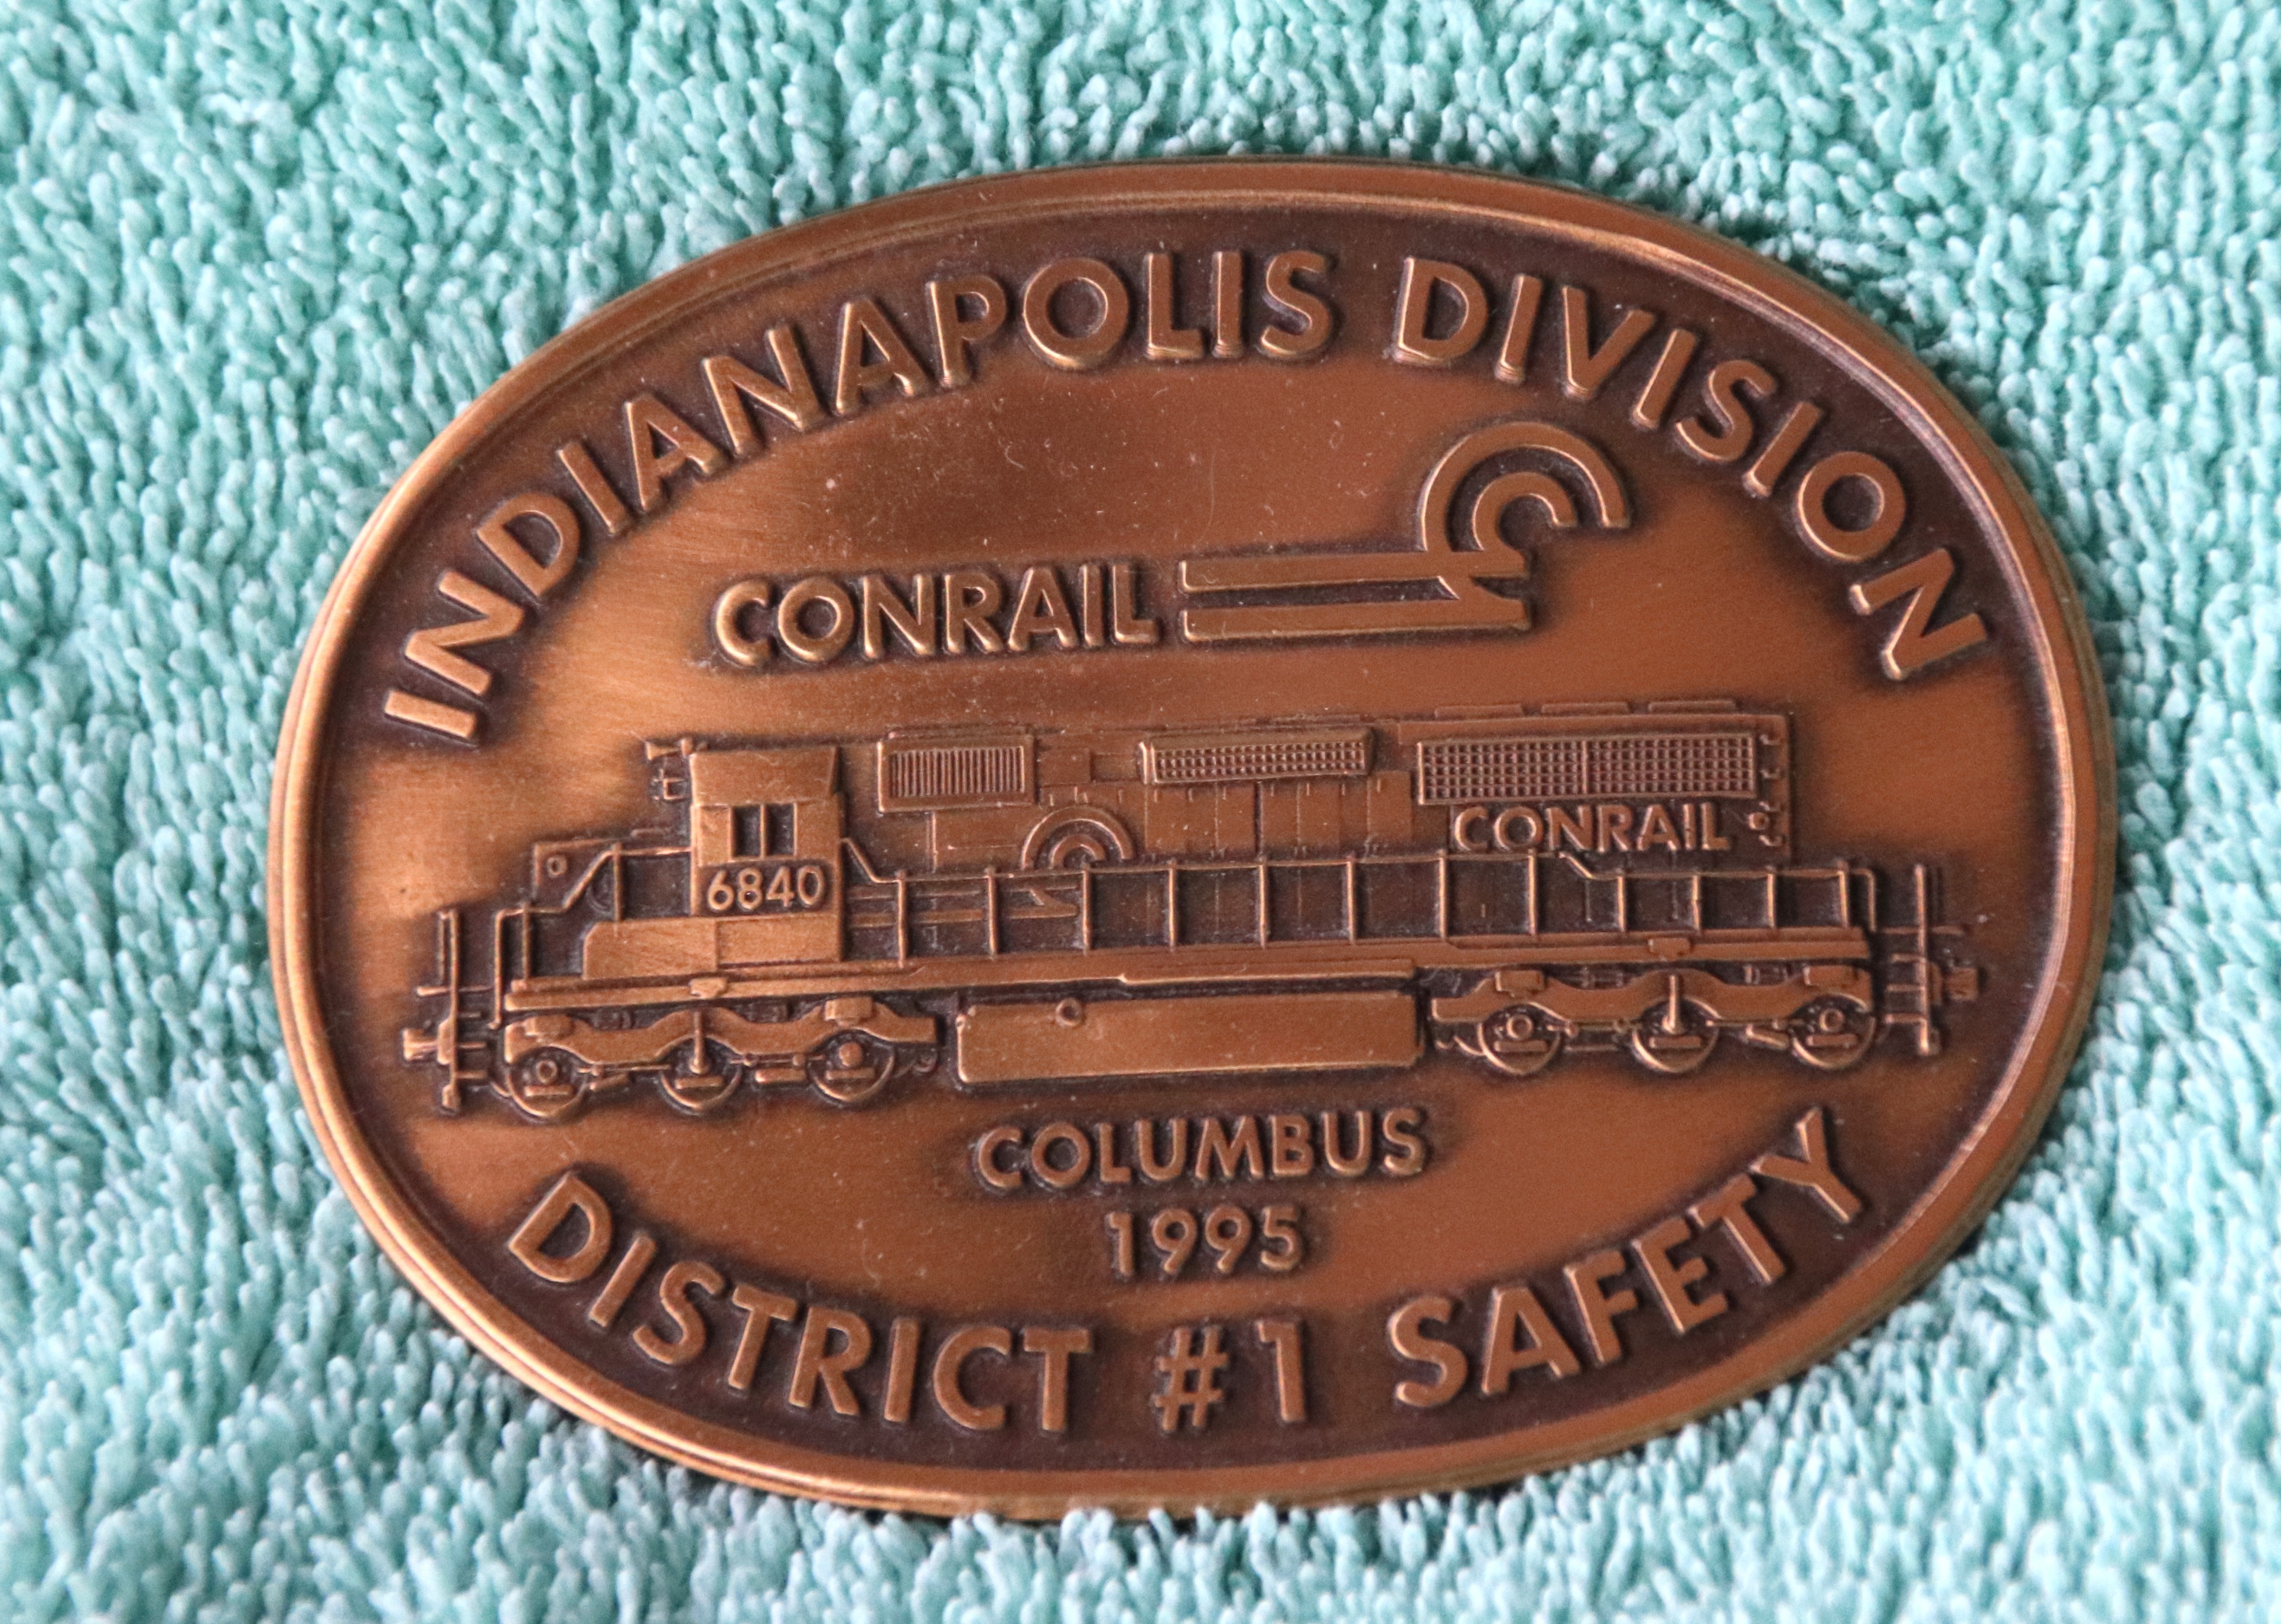 INDIANAPOLIS DIVISION
CONRAIL
CONRAIL
6840
COLUMBUS
1995
DISTRICT #1 SAFETY